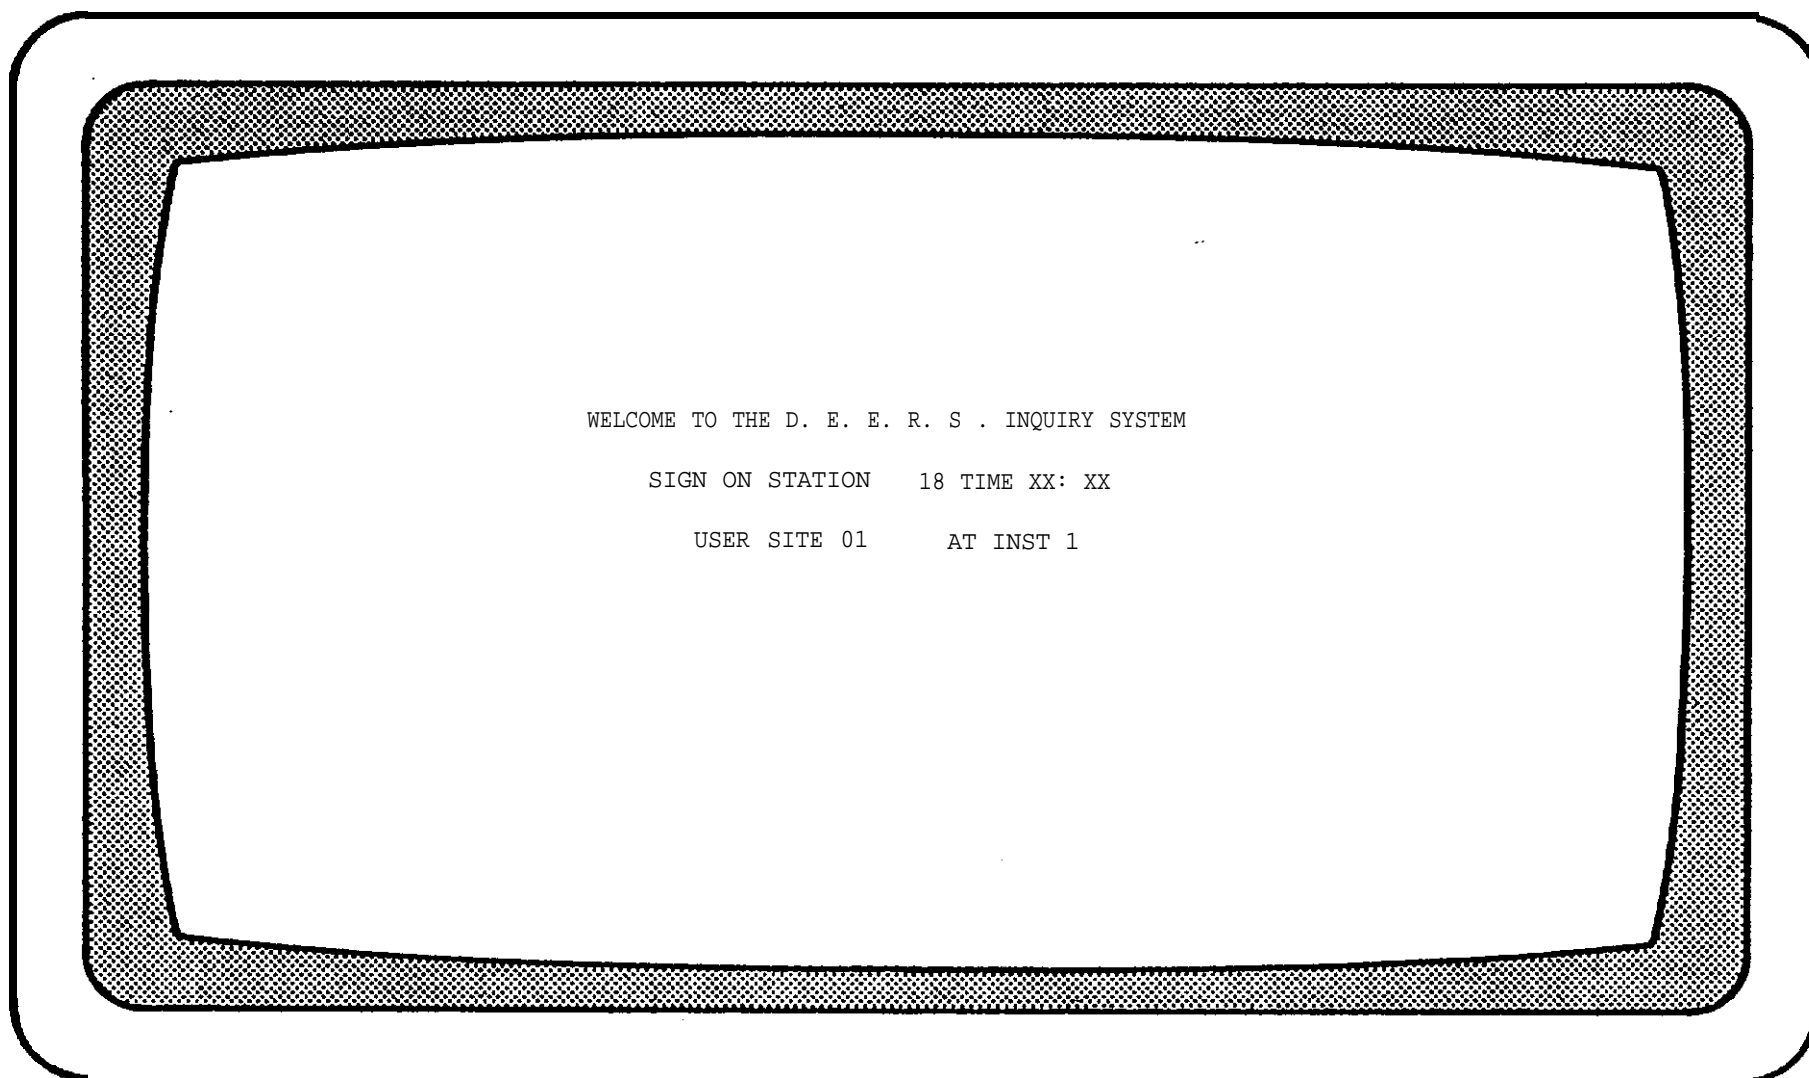 WELCOME TO THE D. E. E. R. S . INQUIRY SYSTEM
SIGN ON STATION 18 TIME XX: XX
USER SITE 01 AT INST 1